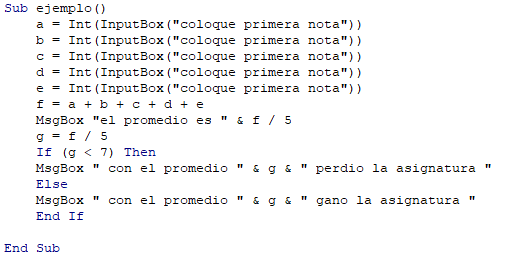 Sub ejemplo()
    a = Int(InputBox("coloque primera nota"))
    b = Int(InputBox("coloque primera nota"))
    c = Int(InputBox("coloque primera nota"))
    d = Int(InputBox("coloque primera nota"))
    e = Int(InputBox("coloque primera nota"))
    f = a + b + c + d + e
    MsgBox "el promedio es " & f / 5
    g = f / 5
    If (g < 7) Then
    MsgBox " con el promedio " & g & " perdio la asignatura "
    Else
    MsgBox " con el promedio " & g & " gano la asignatura "
    End If
End Sub